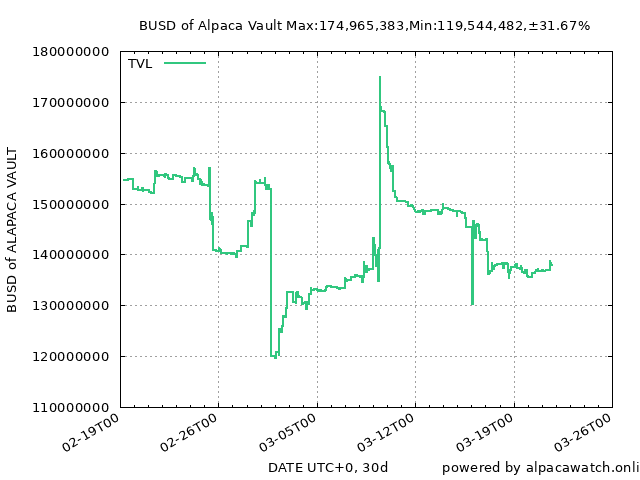 BUSD of Alpaca Vault Max:174,965,383,Min:119,544,482,±31.67%
TVL
180000000
170000000
160000000
150000000
140000000
130000000
120000000
110000000
BUSD of ALAPACA VAULT
02-19T00
02-26T00
03-05T00
03-12T00
03-19T00
03-26T00
DATE UTC+0, 30d
powered by alpacawatch.onli